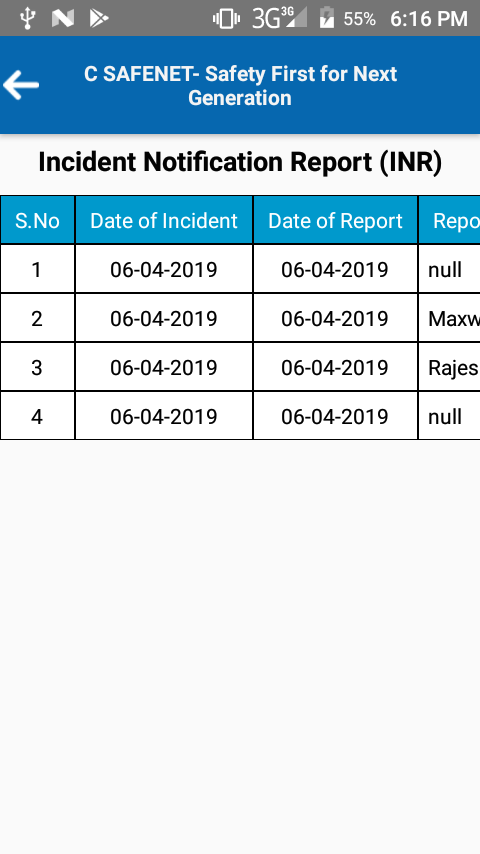 3G 3G 55% 6:16 PM
C SAFENET- Safety First for Next
Generation
Incident Notification Report (INR)
S.No Date of Incident Date of Report Repo
1 06-04-2019 06-04-2019 null
2 06-04-2019 06-04-2019 Maxw
3 06-04-2019 06-04-2019 Rajes
4 06-04-2019 06-04-2019 null